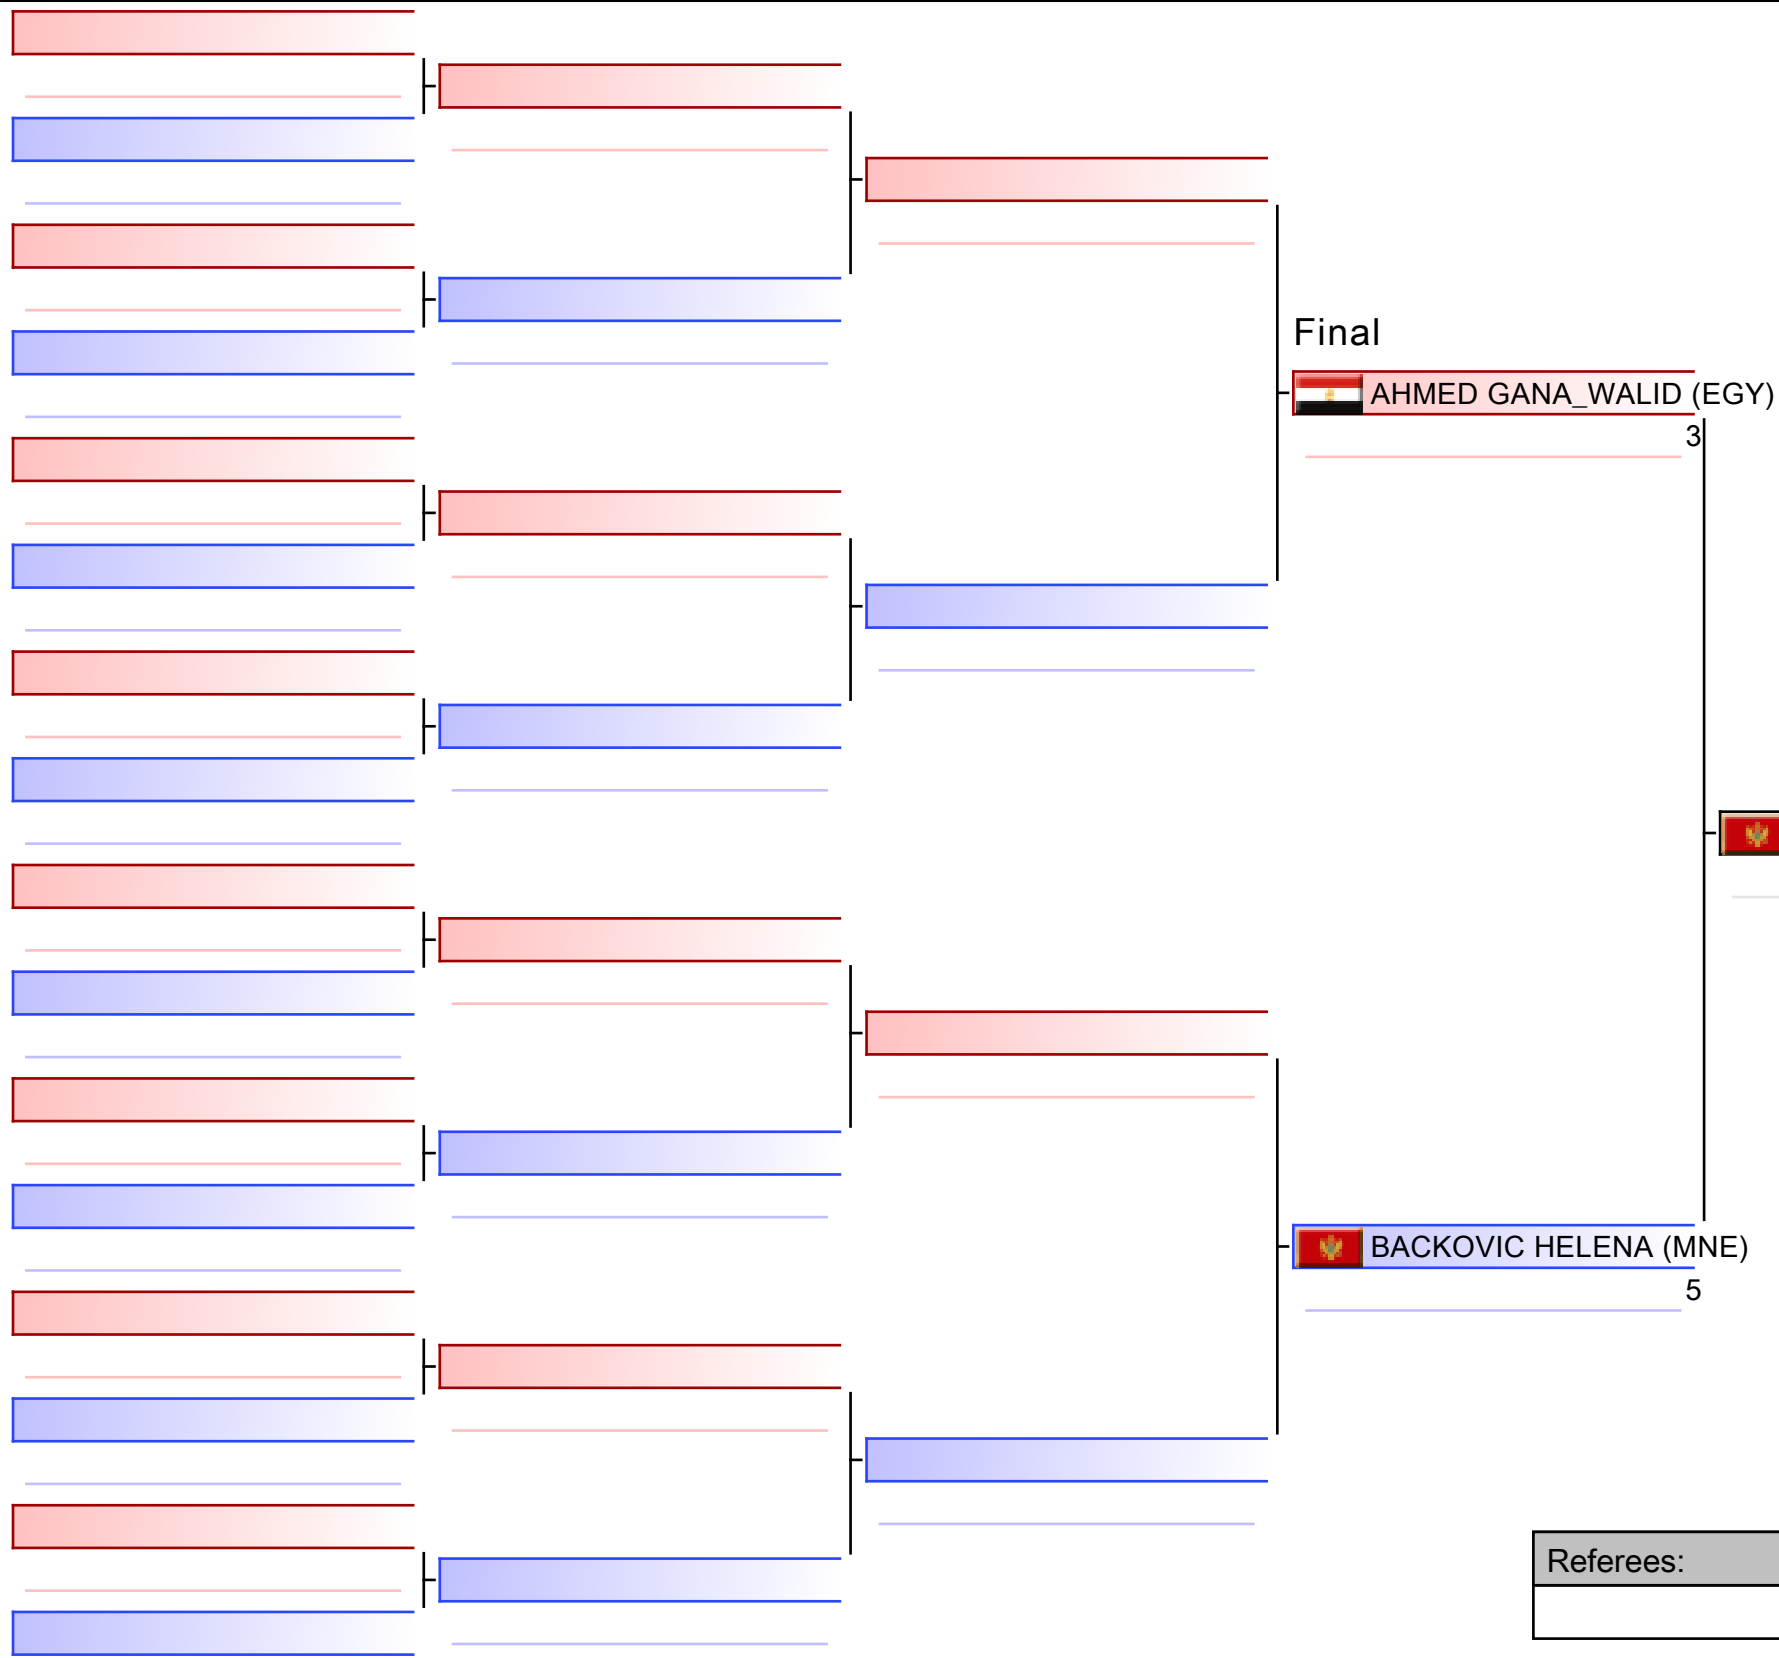 Final
AHMED GANA_WALID (EGY)
3
BACKOVIC HELENA (MNE)
5
Referees: